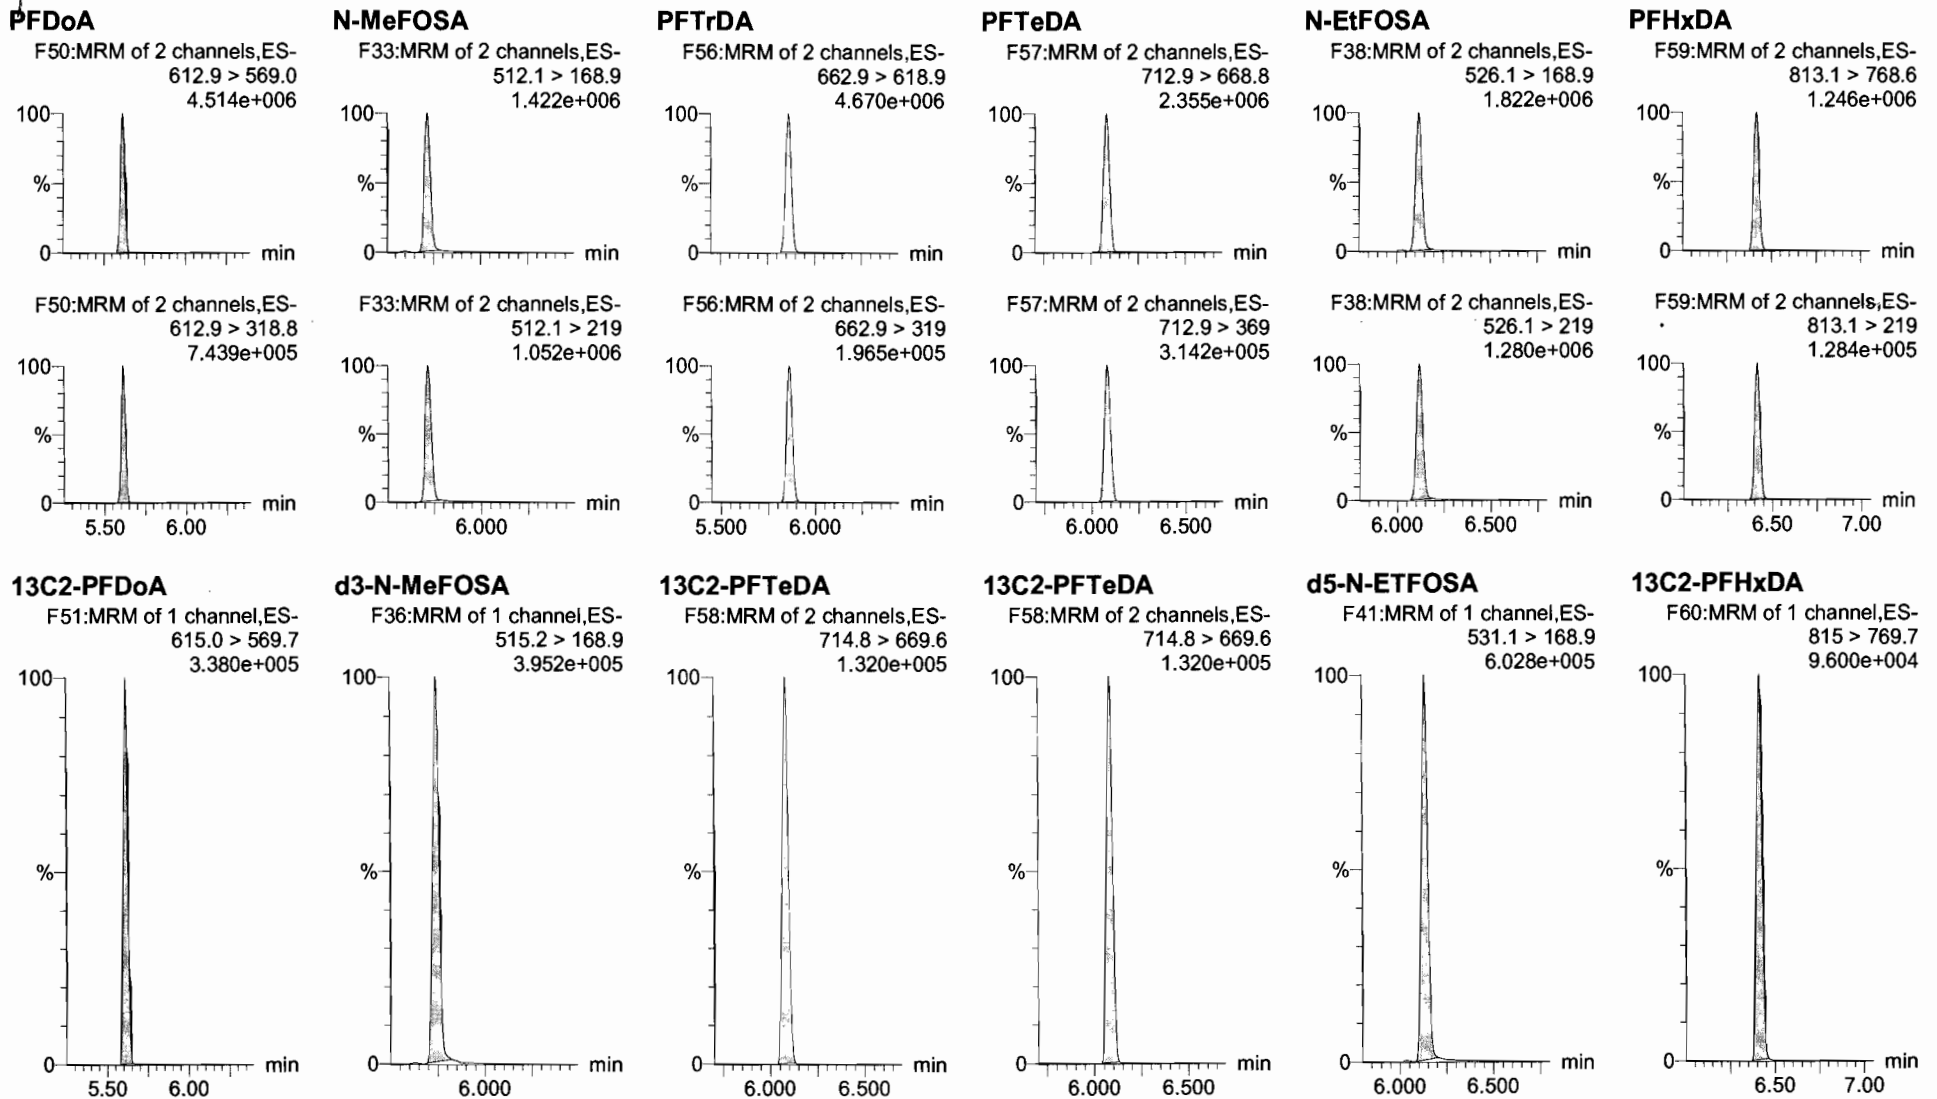 PFDoA
F50:MRM of 2 channels,ES-
612.9 > 569.0
4.514e+006
100
%
0
min
F50:MRM of 2 channels,ES-
612.9 > 318.8
7.439e+005
100
%
0
min
5.50 6.00
N-MeFOSA
F33:MRM of 2 channels,ES-
512.1 > 168.9
1.422e+006
100
%
0
min
F33:MRM of 2 channels,ES-
512.1 > 219
1.052e+006
100
%
0
min
6.000
PFTrDA
F56:MRM of 2 channels,ES-
662.9 > 618.9
4.670e+006
100
%
0
min
F56:MRM of 2 channels,ES-
662.9 > 319
1.965e+005
100
%
0
min
5.500 6.000
PFTeDA
F57:MRM of 2 channels,ES-
712.9 > 668.8
2.355e+006
100
%
0
min
F57:MRM of 2 channels,ES-
712.9 > 369
3.142e+005
100
%
0
min
6.000 6.500
N-EtFOSA
F38:MRM of 2 channels,ES-
526.1 > 168.9
1.822e+006
100
%
0
min
F38:MRM of 2 channels,ES-
526.1 > 219
1.280e+006
100
%
0
min
6.000 6.500
PFHxDA
F59:MRM of 2 channels,ES-
813.1 > 768.6
1.246e+006
100
%
0
min
F59:MRM of 2 channels,ES-
813.1 > 219
1.284e+005
100
%
0
min
6.50 7.00
13C2-PFDoA
F51:MRM of 1 channel,ES-
615.0 > 569.7
3.380e+005
100
%
0
min
5.50 6.00
d3-N-MeFOSA
F36:MRM of 1 channel,ES-
515.2 > 168.9
3.952e+005
100
%
0
min
6.000
13C2-PFTeDA
F58:MRM of 2 channels,ES-
714.8 > 669.6
1.320e+005
100
%
0
min
6.000 6.500
13C2-PFTeDA
F58:MRM of 2 channels,ES-
714.8 > 669.6
1.320e+005
100
%
0
min
6.000 6.500
d5-N-ETFOSA
F41:MRM of 1 channel,ES-
531.1 > 168.9
6.028e+005
100
%
0
min
6.000 6.500
13C2-PFHxDA
F60:MRM of 1 channel,ES-
815 > 769.7
9.600e+004
100
%
0
min
6.50 7.00